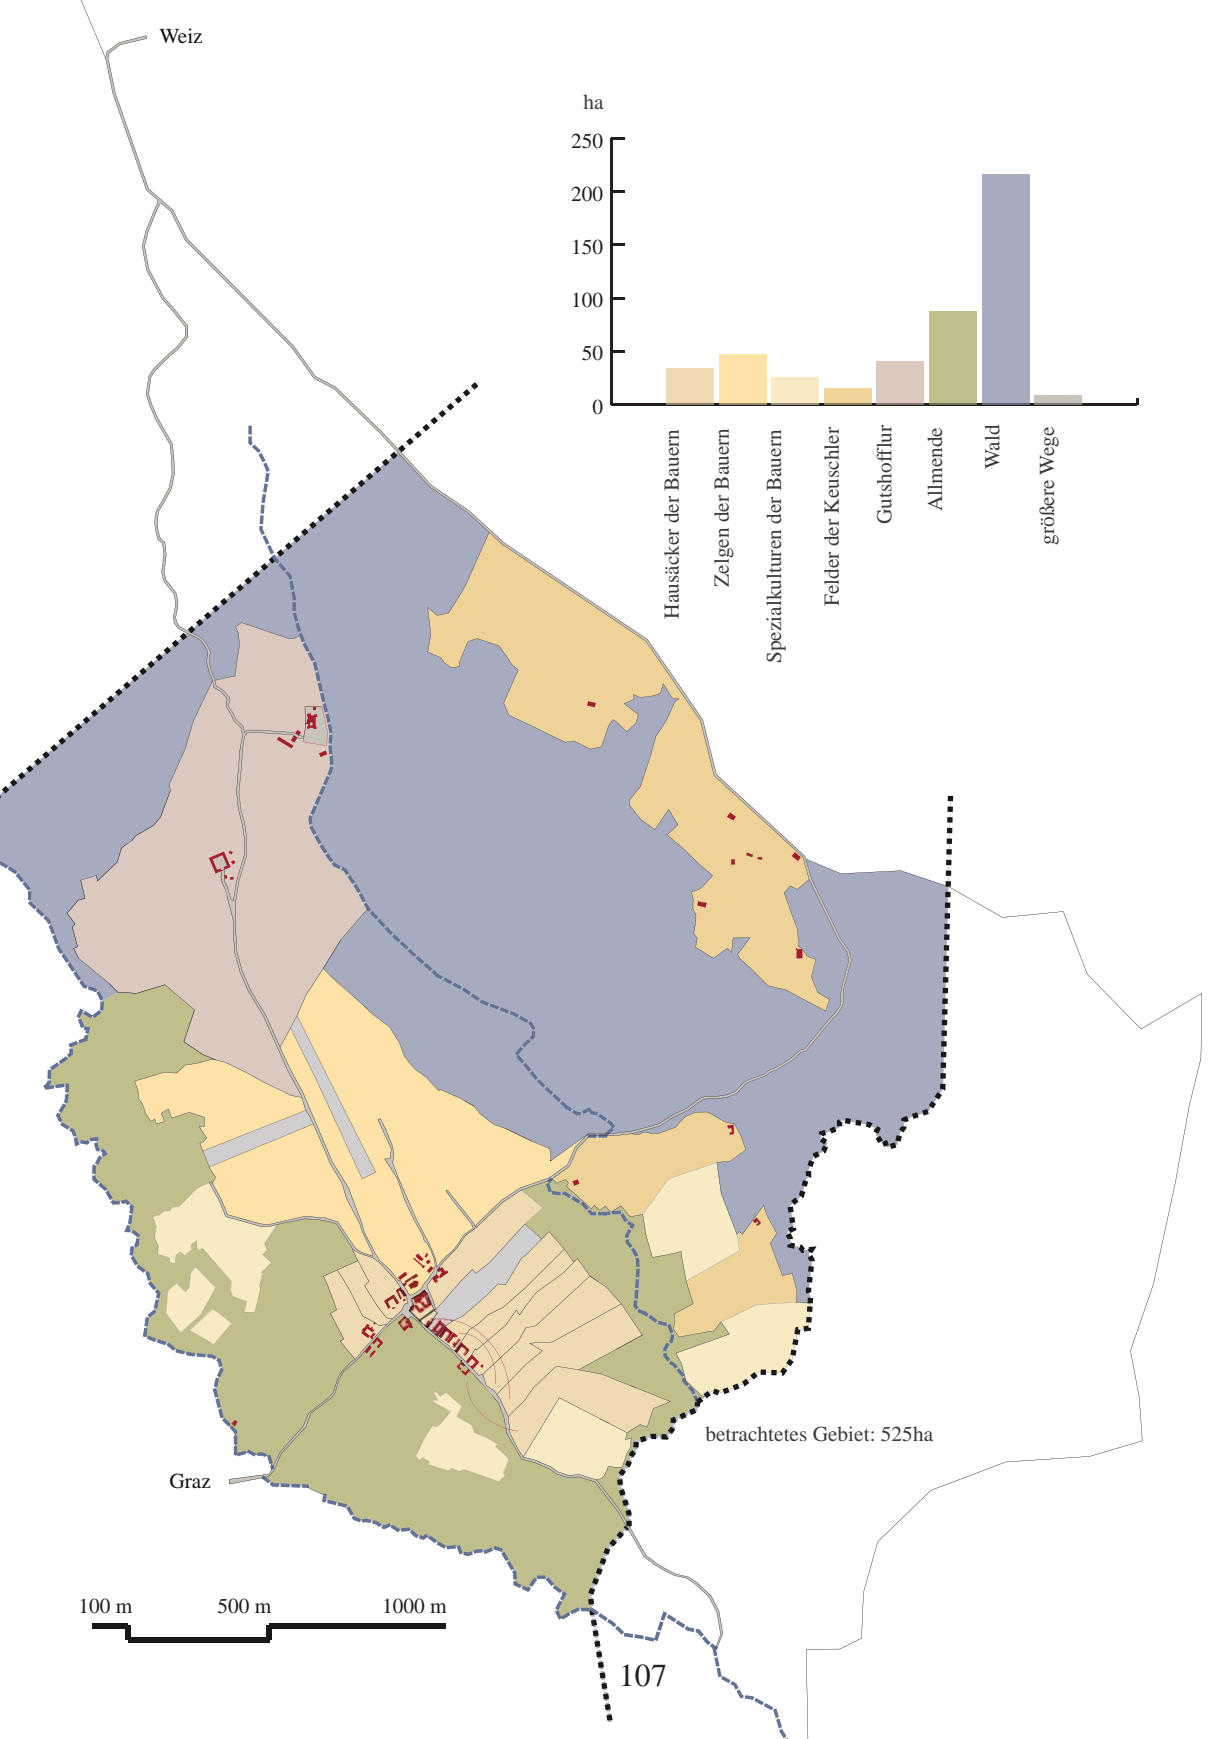 Weiz
ha
250
200
150
100
50
0
Hausäcker der Bauern
Zelgen der Bauern
Spezialkulturen der Bauern
Felder der Keuschler
Gutshofflur
Allmende
Wald
größere Wege
betrachtetes Gebiet: 525ha
Graz
100 m 500 m 1000 m
107